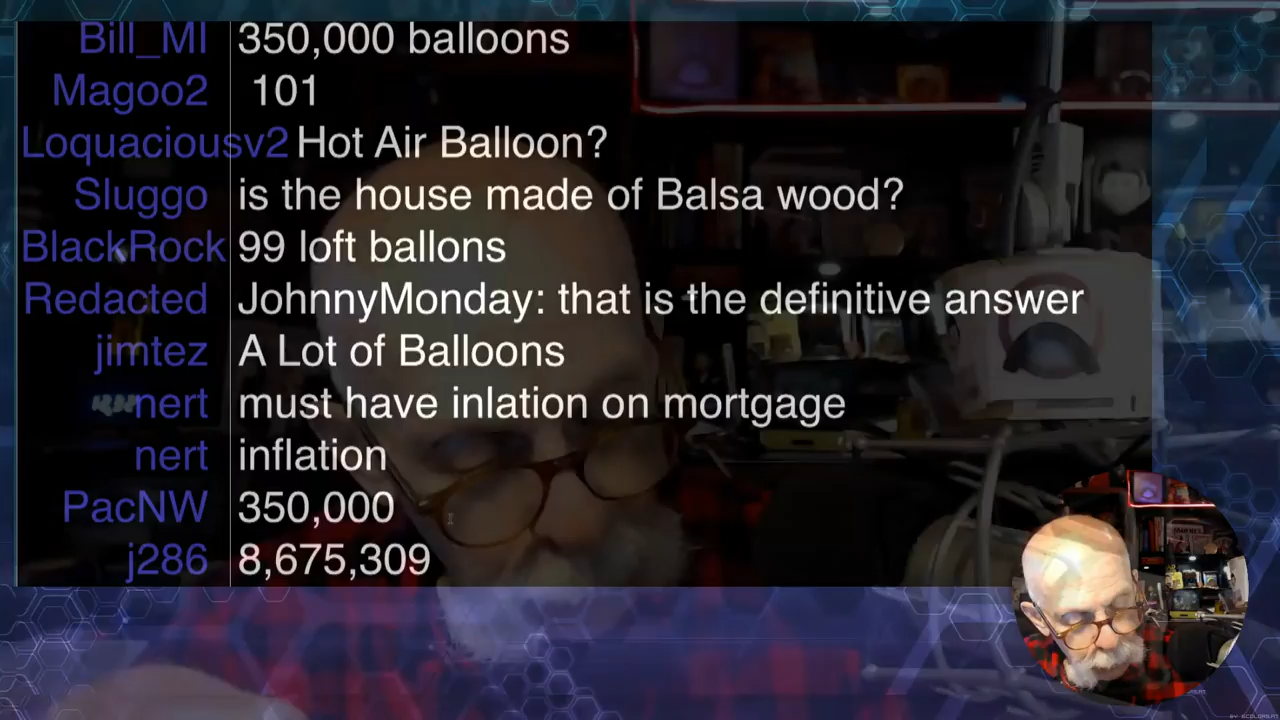 Bill_MI 350,000 balloons
Magoo2 101
Loquaciousv2 Hot Air Balloon?
Sluggo is the house made of Balsa wood?
BlackRock 99 loft ballons
Redacted JohnnyMonday: that is the definitive answer
jimtez A Lot of Balloons
nert must have inlation on mortgage
nert inflation
PacNW 350,000
j286 8,675,309